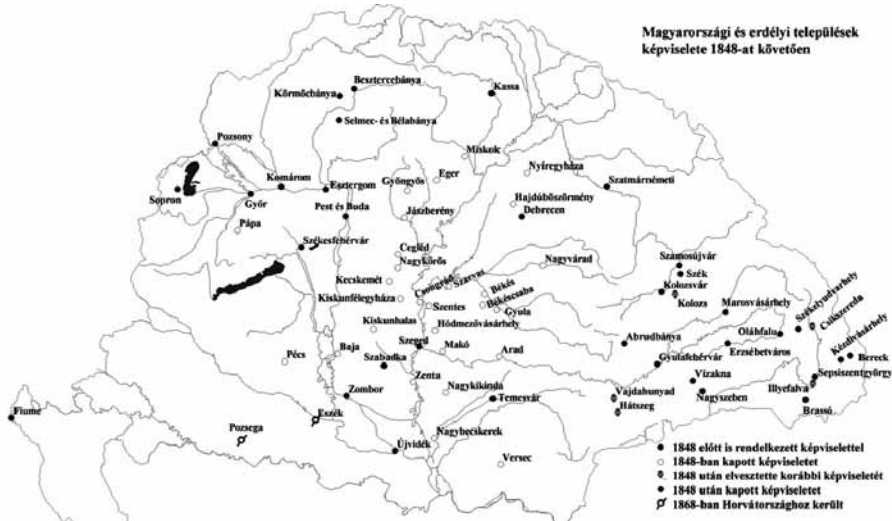 Magyarországi és erdélyi települések
képviselete 1848-at követően
Besztercebánya
Körmöcbánya
Kassa
Selmec- és Bélabánya
Pozsony
Miskolc
Nyíregyháza
Eger
Gyöngyös
Szatmárnémeti
Komárom
Esztergom
Sopron
Győr
Hajdúböszörmény
Debrecen
Pest és Buda
Jászberény
Pápa
Székesfehérvár
Cegléd
Nagykőrös
Nagyvárad
Szamosújvár
Szék
Kecskemét
Csongrád
Szarvas
Békés
Békéscsaba
Gyula
Kolozsvár
Kolozs
Kiskunfélegyháza
Szentes
Marosvásárhely
Székelyudvarhely
Csíkszereda
Kézdivásárhely
Kiskunhalas
Hódmezővásárhely
Oláhfalu
Abrudbánya
Szeged
Makó
Arad
Gyulafehérvár
Erzsébetváros
Bereck
Baja
Pécs
Szabadka
Sepsiszentgyörgy
Vízakna
Zenta
Nagykikinda
Vajdahunyad
Nagyszeben
Illyefalva
Zombor
Temesvár
Hátszeg
Brassó
Fiume
Eszék
Pozsega
Nagybecskerek
Újvidék
Versec
1848 előtt is rendelkezett képviselettel
1848-ban kapott képviseletet
1848 után elvesztette korábbi képviseletét
1848 után kapott képviseletet
1868-ban Horvátországhoz került